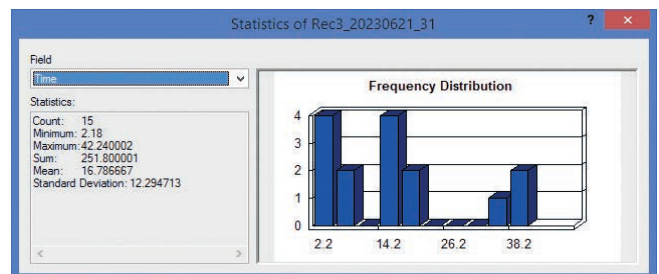 Statistics of Rec3_20230621_31
? ×
Field
Time
Statistics:
Count: 15
Minimum: 2.18
Maximum: 42.240002
Sum: 251.800001
Mean: 16.786667
Standard Deviation: 12.294713
Frequency Distribution
4
3
2
1
0
2.2 14.2 26.2 38.2